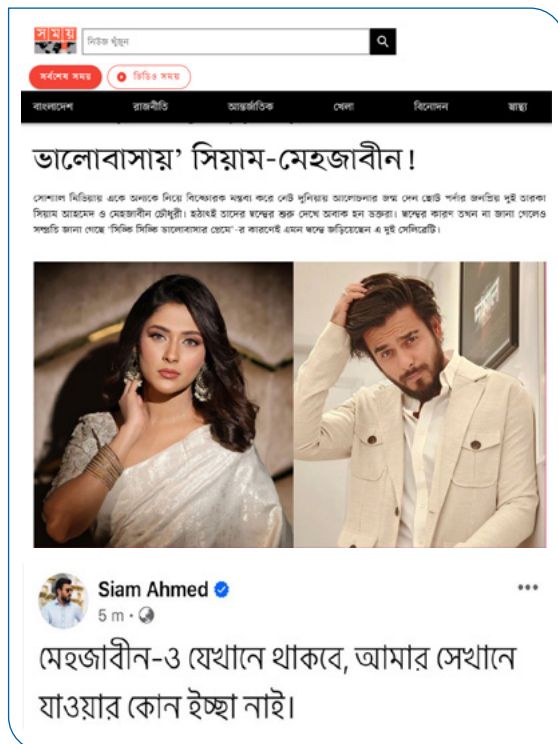 সময়
নিউজ খুঁজুন
সর্বশেষ সময়
ভিডিও সময়
বাংলাদেশ রাজনীতি আন্তর্জাতিক খেলা বিনোদন স্বাস্থ্য
ভালোবাসায়’ সিয়াম-মেহজাবীন!
সোশ্যাল মিডিয়ায় একে অন্যকে নিয়ে বিস্ফোরক মন্তব্য করে নেট দুনিয়ায় আলোচনার জন্ম দেন ছোট পর্দার জনপ্রিয় দুই তারকা
সিয়াম আহমেদ ও মেহজাবীন চৌধুরী। হঠাৎই তাদের দ্বন্দ্বের শুরু দেখে অবাক হন ভক্তরা। দ্বন্দ্বের কারণ তখন না জানা গেলেও
সম্প্রতি জানা গেছে ‘সিল্কি সিল্কি ভালোবাসার প্রেমে’-র কারণেই এমন দ্বন্দ্বে জড়িয়েছেন এ দুই সেলিব্রেটি।
Siam Ahmed
5 m
মেহজাবীন-ও যেখানে থাকবে, আমার সেখানে
যাওয়ার কোন ইচ্ছা নাই।